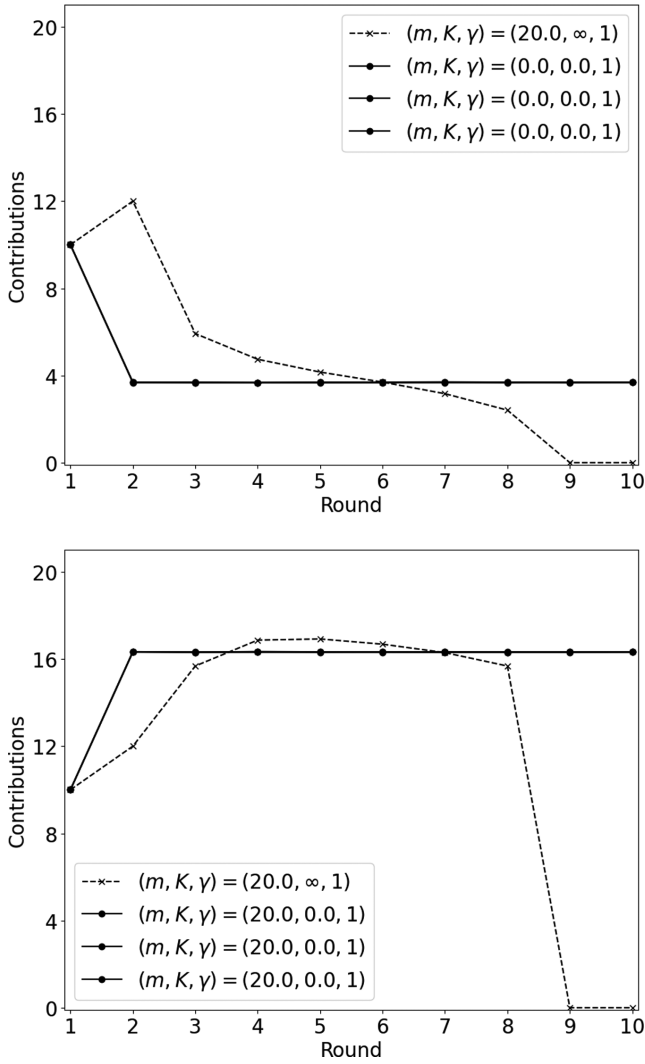 20
16
12
8
4
0
Contributions
(m, K, γ) = (20.0, ∞, 1)
(m, K, γ) = (0.0, 0.0, 1)
(m, K, γ) = (0.0, 0.0, 1)
(m, K, γ) = (0.0, 0.0, 1)
1 2 3 4 5 6 7 8 9 10
Round
20
16
12
8
4
0
Contributions
(m, K, γ) = (20.0, ∞, 1)
(m, K, γ) = (20.0, 0.0, 1)
(m, K, γ) = (20.0, 0.0, 1)
(m, K, γ) = (20.0, 0.0, 1)
1 2 3 4 5 6 7 8 9 10
Round